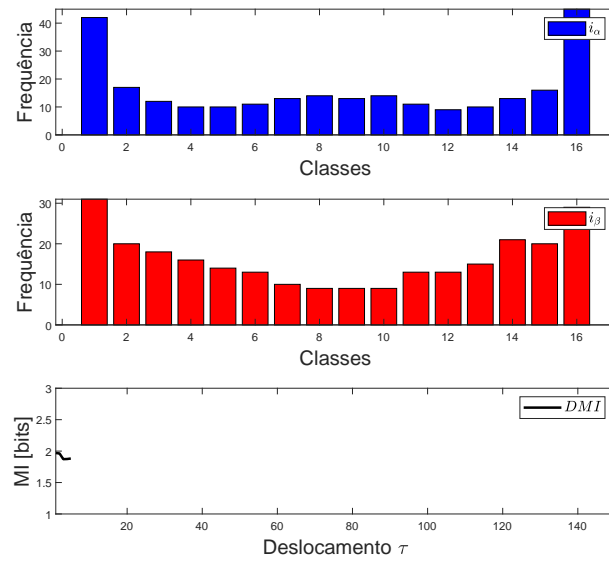 Frequência
40
30
20
10
0
i_α
0 2 4 6 8 10 12 14 16
Classes
Frequência
30
20
10
0
i_β
0 2 4 6 8 10 12 14 16
Classes
MI [bits]
3
2.5
2
1.5
1
DMI
20 40 60 80 100 120 140
Deslocamento τ